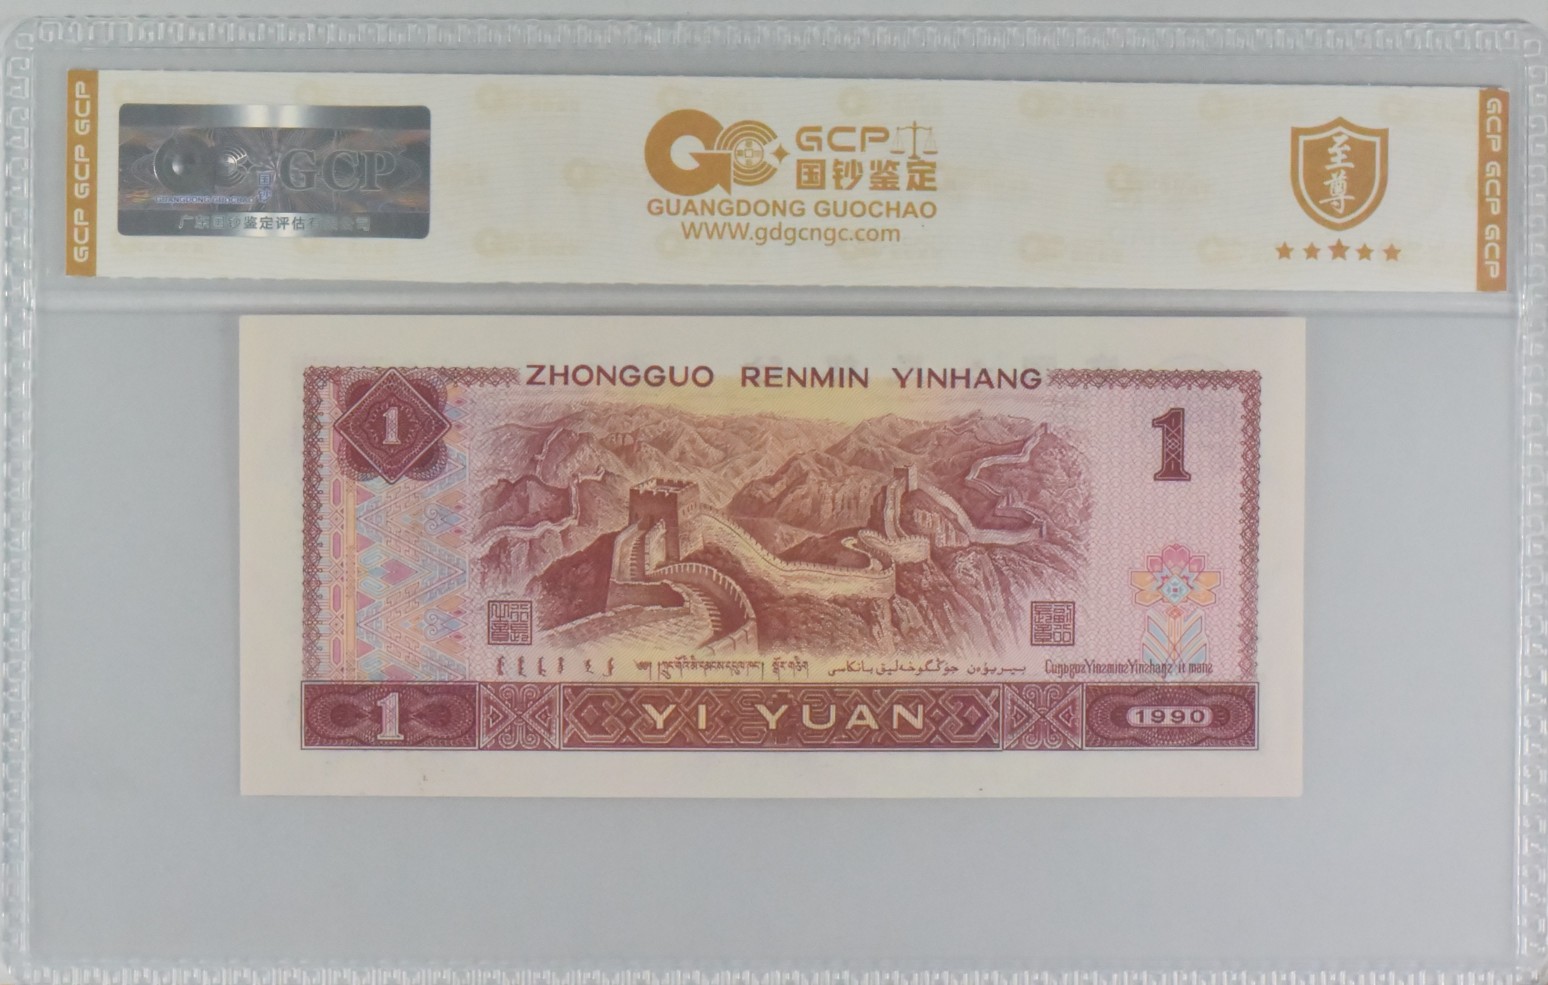 GCP GCP GCP
GCP
GUANGDONG GUOCHAO
广东国钞鉴定评估有限公司
GCP
国钞鉴定
GUANGDONG GUOCHAO
WWW.gdgcngc.com
至尊
GCP GCP GCP
ZHONGGUO RENMIN YINHANG
1
1
1
YI YUAN
1990